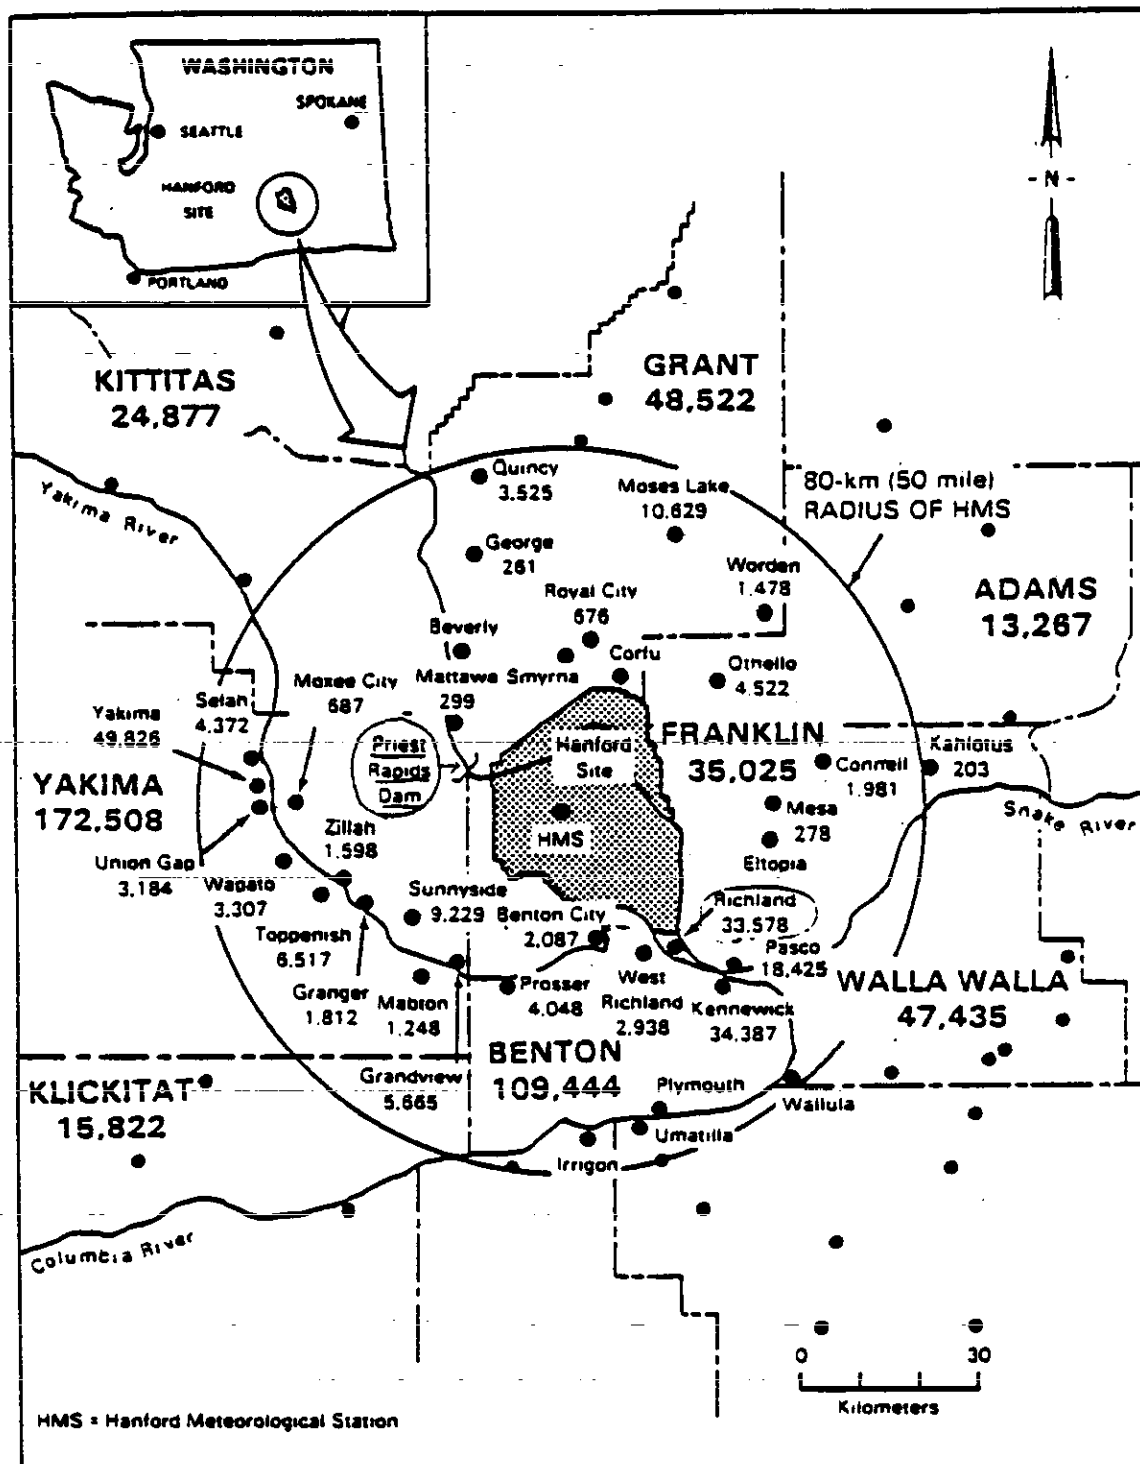 WASHINGTON
SPOKANE
SEATTLE
HANFORD
SITE
PORTLAND
- N -
KITTITAS
24,877
GRANT
48,522
Yakima River
Quincy
3.525
Moses Lake
10.629
80-km (50 mile)
RADIUS OF HMS
George
261
Worden
1.478
ADAMS
13,267
Royal City
676
Beverly
Corfu
Mattawa
299
Smyrna
Othello
4.522
Moxee City
687
Selah
4.372
Yakima
49.826
Priest
Rapids
Dam
Hanford
Site
FRANKLIN
35,025
Kahlotus
203
Connell
1.981
YAKIMA
172,508
Mesa
278
Snake River
HMS
Zillah
1.598
Eltopia
Union Gap
3.184
Wapato
3.307
Sunnyside
9.229
Benton City
2.087
Richland
33.578
Toppenish
6.517
Pasco
18,425
Granger
1.812
Mabton
1.248
Prosser
4.048
West
Richland
2.938
Kennewick
34.387
WALLA WALLA
47,435
BENTON
109,444
KLICKITAT
15,822
Grandview
5.665
Plymouth
Wallula
Umatilla
Irrigon
Columbia River
0 30
Kilometers
HMS = Hanford Meteorological Station